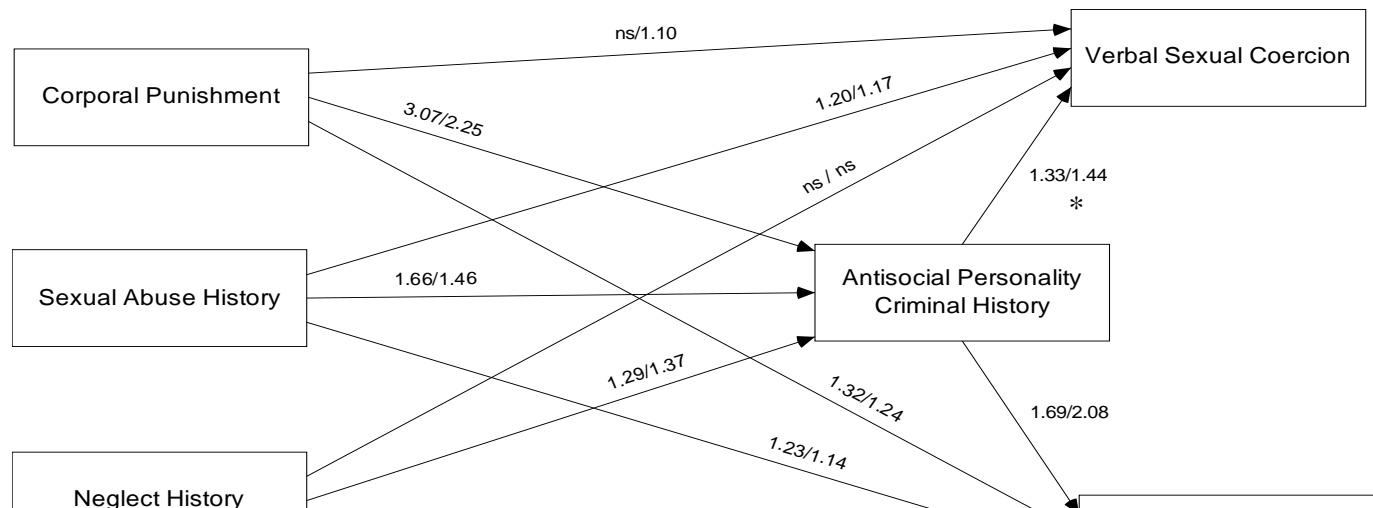 ns/1.10
Verbal Sexual Coercion
Corporal Punishment
1.20/1.17
3.07/2.25
ns / ns
1.33/1.44
*
Sexual Abuse History
1.66/1.46
Antisocial Personality
Criminal History
1.29/1.37
1.32/1.24
1.69/2.08
1.23/1.14
Neglect History